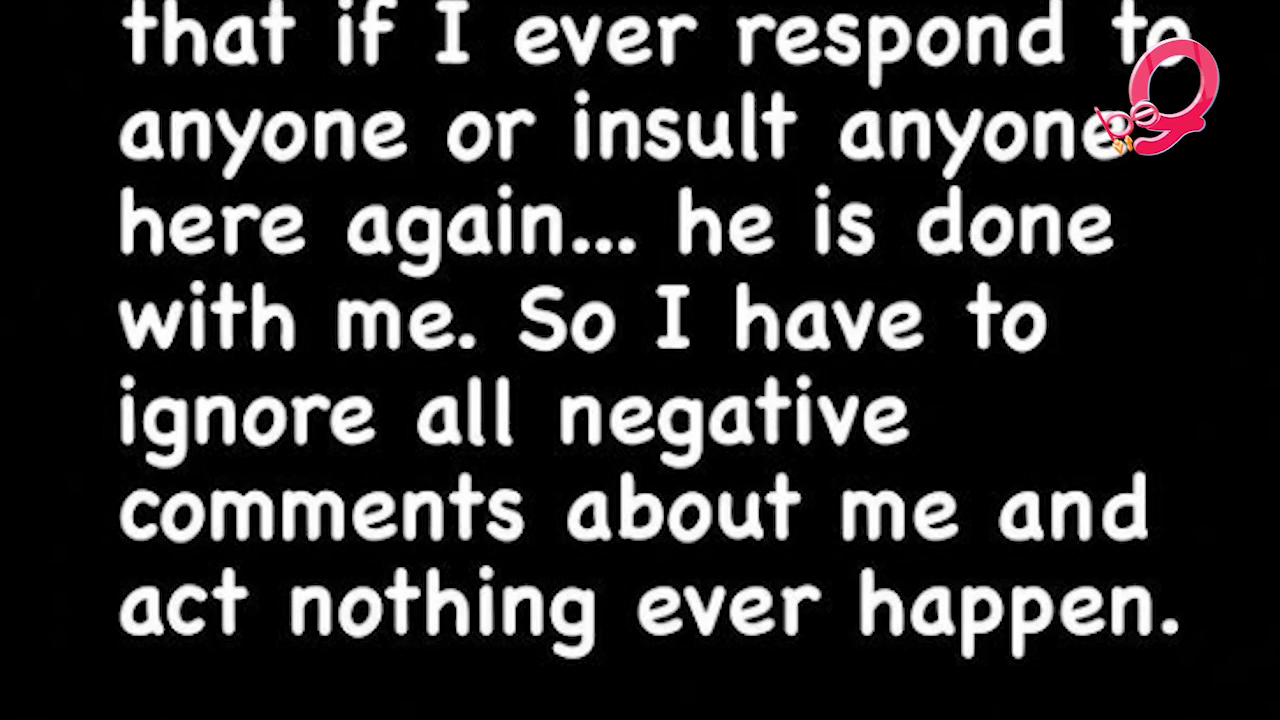 that if I ever respond to
anyone or insult anyone
here again... he is done
with me. So I have to
ignore all negative
comments about me and
act nothing ever happen.